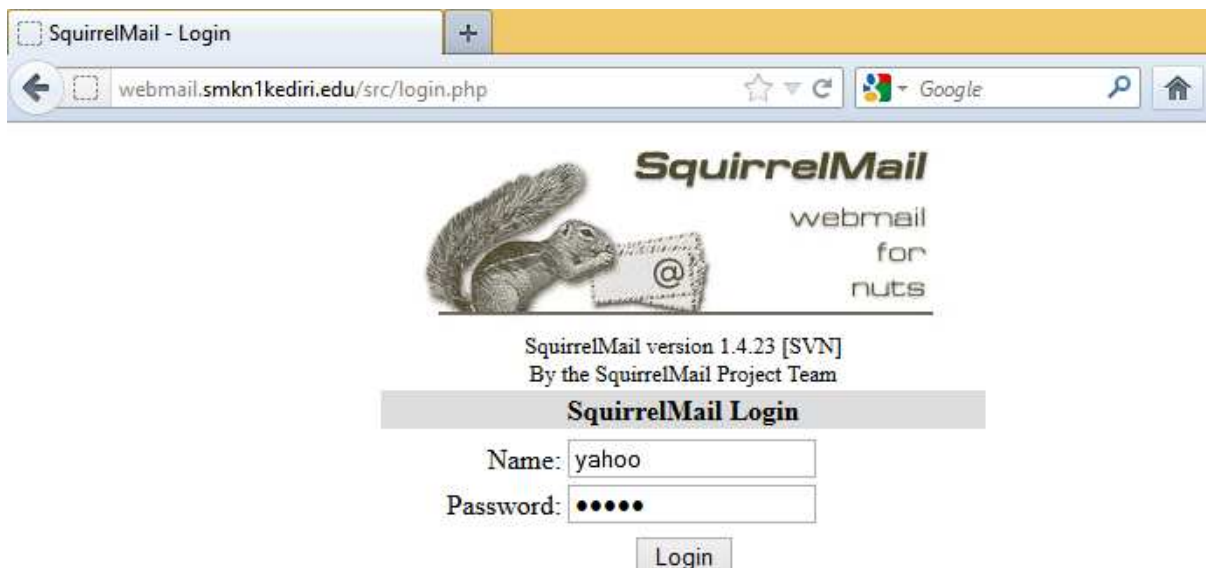 SquirrelMail - Login
webmail.smkn1kediri.edu/src/login.php
Google
SquirrelMail
webmail
for
nuts
@
SquirrelMail version 1.4.23 [SVN]
By the SquirrelMail Project Team
SquirrelMail Login
Name: yahoo
Password: •••••
Login